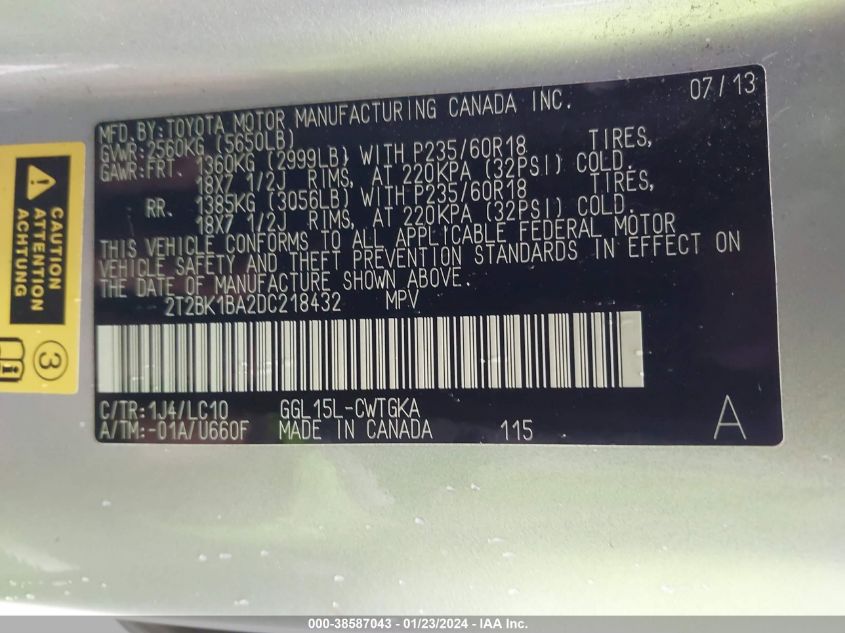 MFD. BY: TOYOTA MOTOR MANUFACTURING CANADA INC. 07/13
GVWR: 2560KG (5650LB)
GAWR: FRT. 1360KG (2999LB) WITH P235/60R18 TIRES,
18X7 1/2J RIMS, AT 220KPA (32PSI) COLD.
RR. 1385KG (3056LB) WITH P235/60R18 TIRES,
18X7 1/2J RIMS, AT 220KPA (32PSI) COLD.
THIS VEHICLE CONFORMS TO ALL APPLICABLE FEDERAL MOTOR
VEHICLE SAFETY AND THEFT PREVENTION STANDARDS IN EFFECT ON
THE DATE OF MANUFACTURE SHOWN ABOVE.
2T2BK1BA2DC218432 MPV
C/TR: 1J4/LC10 GGL15L-CWTGKA
A/TM: -01A/U660F MADE IN CANADA 115 A
CAUTION
ATTENTION
ACHTUNG
3
000-38587043 - 01/23/2024 - IAA Inc.